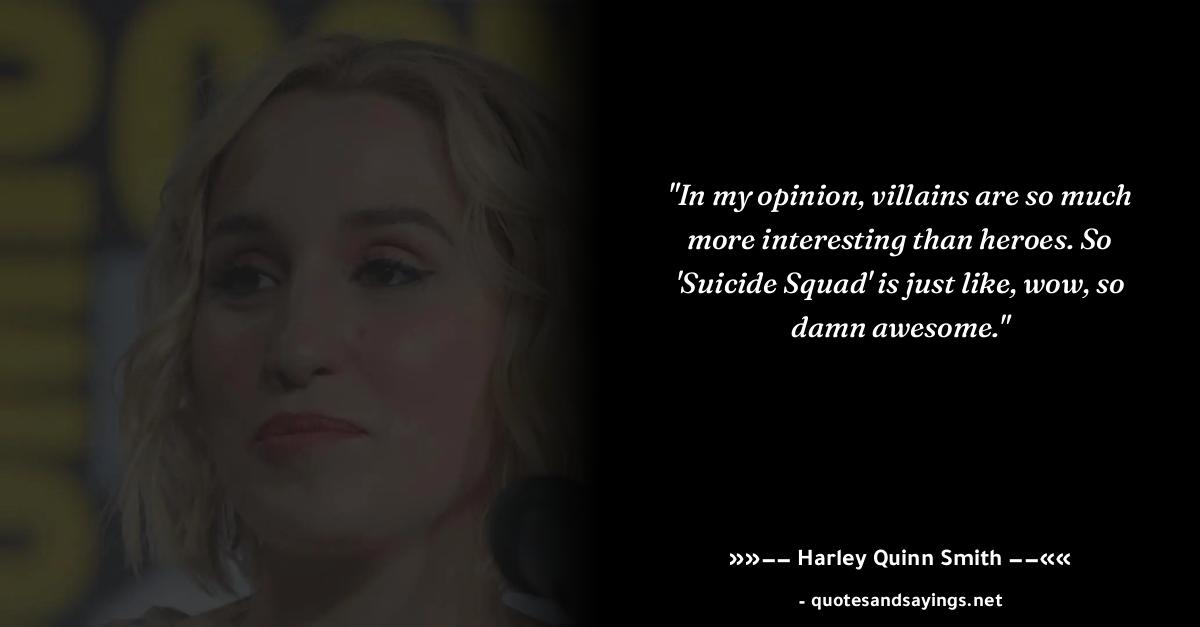 "In my opinion, villains are so much
more interesting than heroes. So
'Suicide Squad' is just like, wow, so
damn awesome."
»»–– Harley Quinn Smith ––««
- quotesandsayings.net